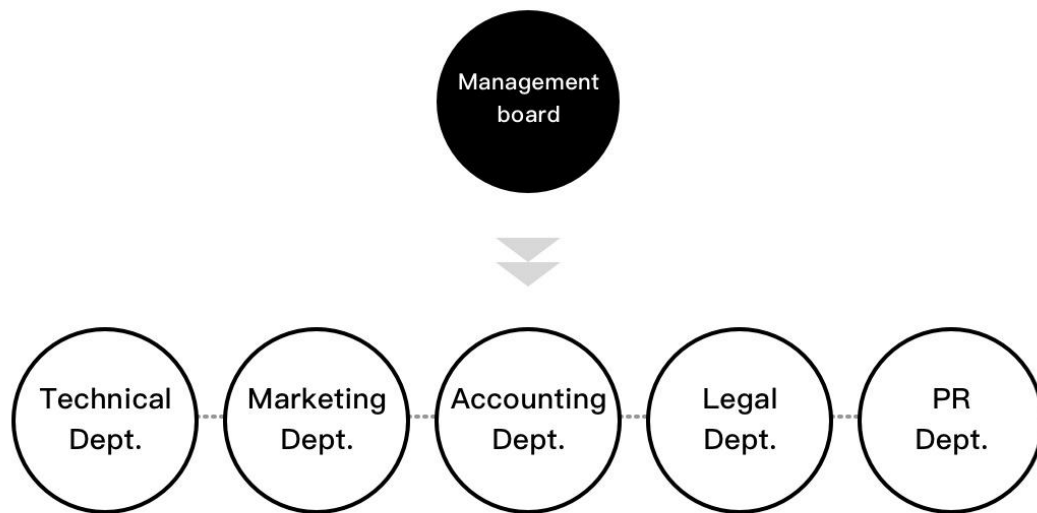 Management
board
Technical
Dept.
Marketing
Dept.
Accounting
Dept.
Legal
Dept.
PR
Dept.